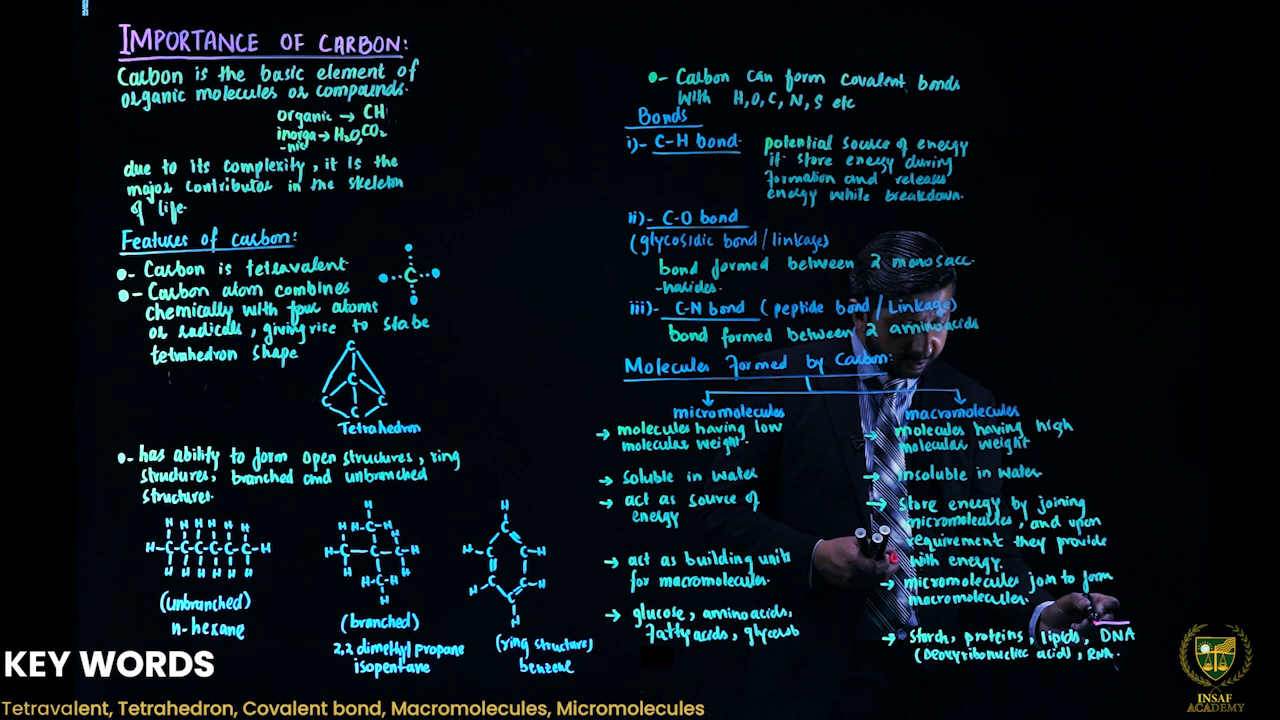 IMPORTANCE OF CARBON:
Carbon is the basic element of
organic molecules or compounds.
organic → CH
inorga → H2O, CO2
-nic
due to its complexity, it is the
major contributor in the skeleton
of life.
Features of carbon:
- Carbon is tetravalent
C
- Carbon atom combines
chemically with four atoms
or radicals, giving rise to stabe
tetrahedron shape
C
C
C C C
Tetrahedron
- has ability to form open structures, ring
structures, branched and unbranched
structures.
H H H H H H
H-C-C-C-C-C-C-H
H H H H H H
(unbranched)
n-hexane
(branched)
2,2 dimethyl propane
isopentane
(ring structures)
benzene
- Carbon can form covalent bonds
with H, O, C, N, S etc
Bonds
i)- C-H bond.
potential source of energy
it store energy during
formation and releases
energy while breakdown.
ii)- C-O bond
(glycosidic bond/linkage)
bond formed between 2 monosacc-
-harides.
iii)- C-N bond (peptide bond/Linkage)
bond formed between 2 aminoacids
Molecules Formed by Carbon:
micromolecules
→ molecules having low
molecular weight.
→ soluble in water
→ act as source of
energy
→ act as building units
for macromolecules.
→ glucose, aminoacids,
fatty acids, glycerol
macromolecules
→ molecules having high
molecular weight
→ insoluble in water
→ store energy by joining
micromolecules, and upon
requirement they provide
with energy.
→ micromolecules join to form
macromolecules.
→ starch, proteins, lipids, DNA
(Deoxyribonucleic acid), RNA.
KEY WORDS
Tetravalent, Tetrahedron, Covalent bond, Macromolecules, Micromolecules
INSAF
ACADEMY